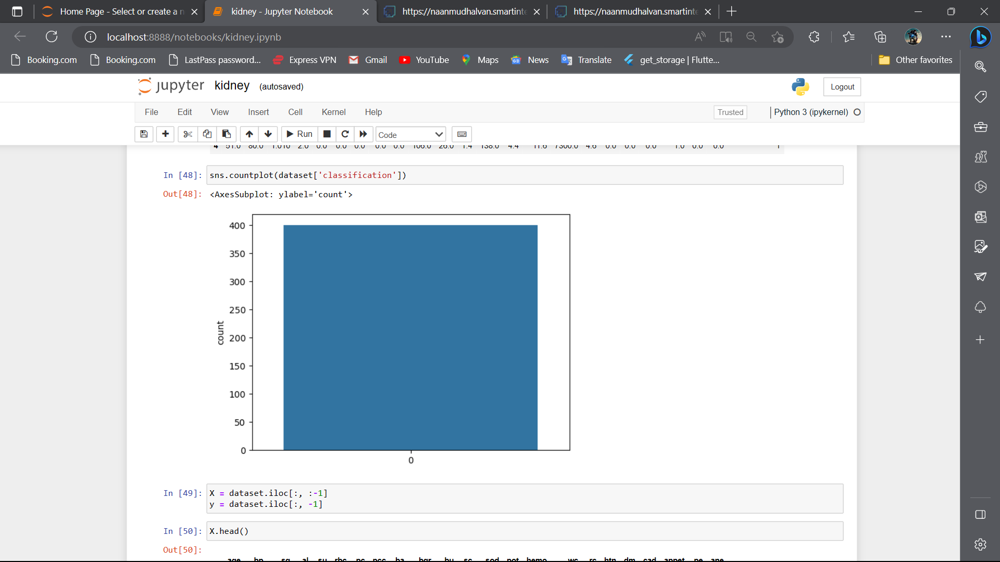 Home Page - Select or create a n
kidney - Jupyter Notebook
https://naanmudhalvan.smartinte
https://naanmudhalvan.smartinte
localhost:8888/notebooks/kidney.ipynb
Booking.com
Booking.com
LastPass password...
Express VPN
Gmail
YouTube
Maps
News
Translate
get_storage | Flutte...
Other favorites
jupyter kidney (autosaved)
Logout
File Edit View Insert Cell Kernel Help
Trusted
Python 3 (ipykernel)
Run
Code
4 51.0 80.0 1.010 2.0 0.0 0.0 0.0 0.0 0.0 106.0 26.0 1.4 138.0 4.4 11.6 7300.0 4.6 0.0 0.0 0.0 1.0 0.0 0.0 1
In [48]: sns.countplot(dataset['classification'])
Out[48]: <AxesSubplot: ylabel='count'>
400
350
300
250
200
150
100
50
0
count
0
In [49]: X = dataset.iloc[:, :-1]
y = dataset.iloc[:, -1]
In [50]: X.head()
Out[50]:
age bp sg al su rbc pc pcc ba bgr bu sc sod pot hemo wc rc htn dm cad appet pe ane